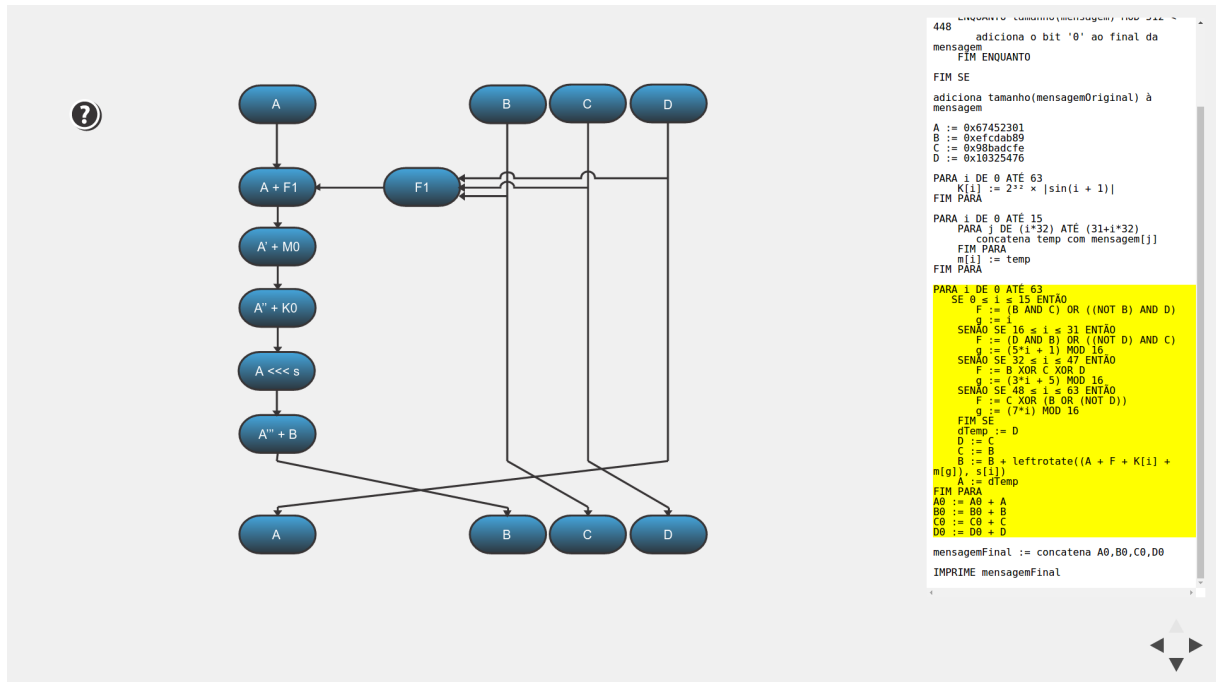 ?
A
B
C
D
A + F1
F1
A' + M0
A'' + K0
A <<< s
A''' + B
A
B
C
D
ENQUANTO tamanho(mensagem) MOD 512 <
448
adiciona o bit '0' ao final da
mensagem
FIM ENQUANTO
FIM SE
adiciona tamanho(mensagemOriginal) à
mensagem
A := 0x67452301
B := 0xefcdab89
C := 0x98badcfe
D := 0x10325476
PARA i DE 0 ATÉ 63
K[i] := 2³² × |sin(i + 1)|
FIM PARA
PARA i DE 0 ATÉ 15
PARA j DE (i*32) ATÉ (31+i*32)
concatena temp com mensagem[j]
FIM PARA
m[i] := temp
FIM PARA
PARA i DE 0 ATÉ 63
SE 0 ≤ i ≤ 15 ENTÃO
F := (B AND C) OR ((NOT B) AND D)
g := i
SENÃO SE 16 ≤ i ≤ 31 ENTÃO
F := (D AND B) OR ((NOT D) AND C)
g := (5*i + 1) MOD 16
SENÃO SE 32 ≤ i ≤ 47 ENTÃO
F := B XOR C XOR D
g := (3*i + 5) MOD 16
SENÃO SE 48 ≤ i ≤ 63 ENTÃO
F := C XOR (B OR (NOT D))
g := (7*i) MOD 16
FIM SE
dTemp := D
D := C
C := B
B := B + leftrotate((A + F + K[i] +
m[g]), s[i])
A := dTemp
FIM PARA
A0 := A0 + A
B0 := B0 + B
C0 := C0 + C
D0 := D0 + D
mensagemFinal := concatena A0,B0,C0,D0
IMPRIME mensagemFinal